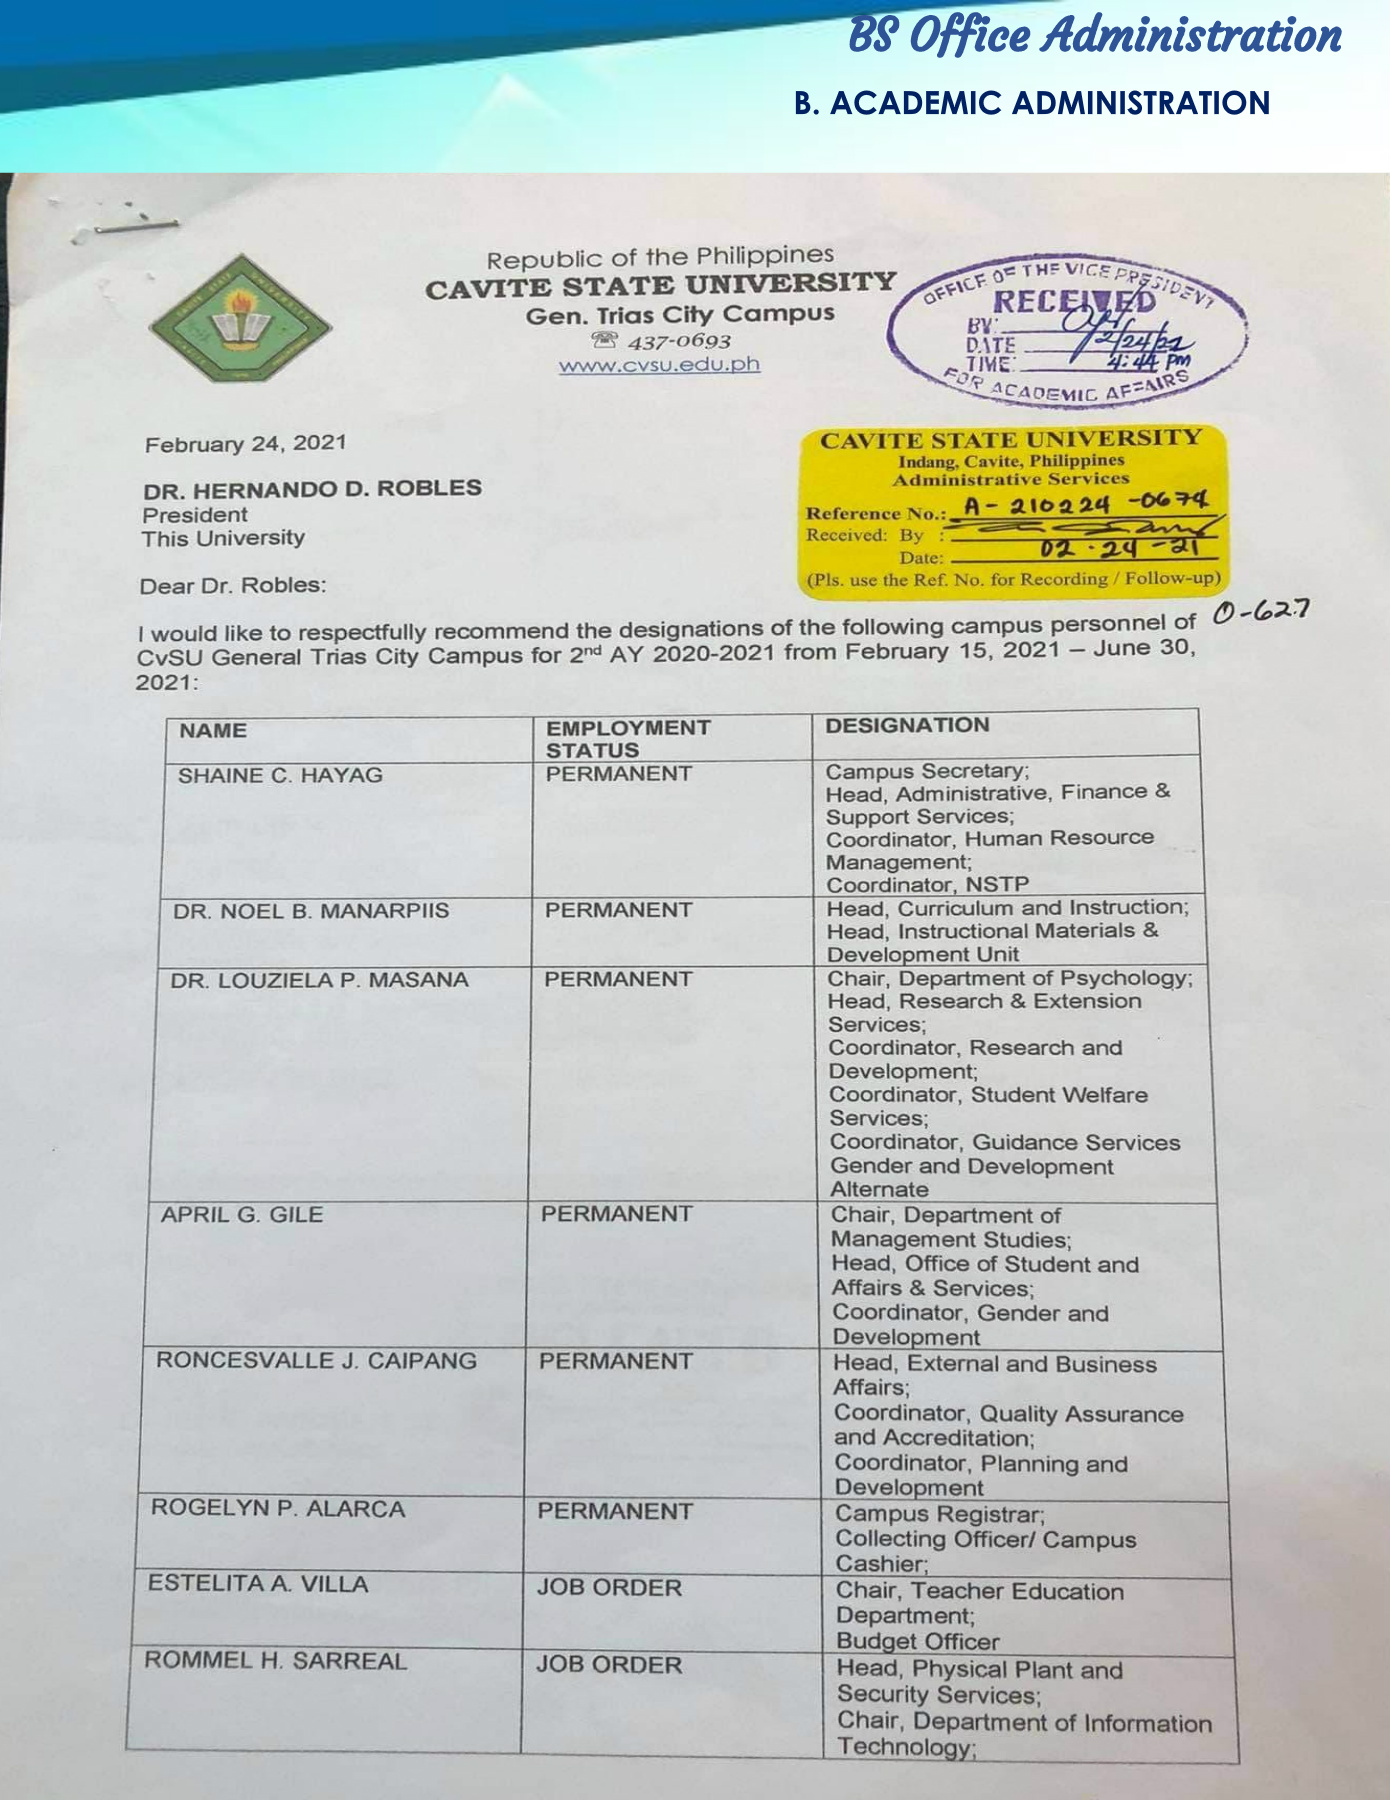 BS Office Administration
B. ACADEMIC ADMINISTRATION
Republic of the Philippines
CAVITE STATE UNIVERSITY
Gen. Trias City Campus
☎ 437-0693
www.cvsu.edu.ph
OFFICE OF THE VICE PRESIDENT
RECEIVED
BY:
DATE 2/24/21
TIME: 4:44 PM
FOR ACADEMIC AFFAIRS
February 24, 2021
CAVITE STATE UNIVERSITY
Indang, Cavite, Philippines
Administrative Services
Reference No.: A-210224-0674
Received: By :
Date: 02-24-21
(Pls. use the Ref. No. for Recording / Follow-up)
DR. HERNANDO D. ROBLES
President
This University
Dear Dr. Robles:
O-627
I would like to respectfully recommend the designations of the following campus personnel of
CvSU General Trias City Campus for 2nd AY 2020-2021 from February 15, 2021 – June 30,
2021:
NAME EMPLOYMENT STATUS DESIGNATION
SHAINE C. HAYAG PERMANENT Campus Secretary;
Head, Administrative, Finance &
Support Services;
Coordinator, Human Resource
Management;
Coordinator, NSTP
DR. NOEL B. MANARPIIS PERMANENT Head, Curriculum and Instruction;
Head, Instructional Materials &
Development Unit
DR. LOUZIELA P. MASANA PERMANENT Chair, Department of Psychology;
Head, Research & Extension
Services;
Coordinator, Research and
Development;
Coordinator, Student Welfare
Services;
Coordinator, Guidance Services
Gender and Development
Alternate
APRIL G. GILE PERMANENT Chair, Department of
Management Studies;
Head, Office of Student and
Affairs & Services;
Coordinator, Gender and
Development
RONCESVALLE J. CAIPANG PERMANENT Head, External and Business
Affairs;
Coordinator, Quality Assurance
and Accreditation;
Coordinator, Planning and
Development
ROGELYN P. ALARCA PERMANENT Campus Registrar;
Collecting Officer/ Campus
Cashier;
ESTELITA A. VILLA JOB ORDER Chair, Teacher Education
Department;
Budget Officer
ROMMEL H. SARREAL JOB ORDER Head, Physical Plant and
Security Services;
Chair, Department of Information
Technology;